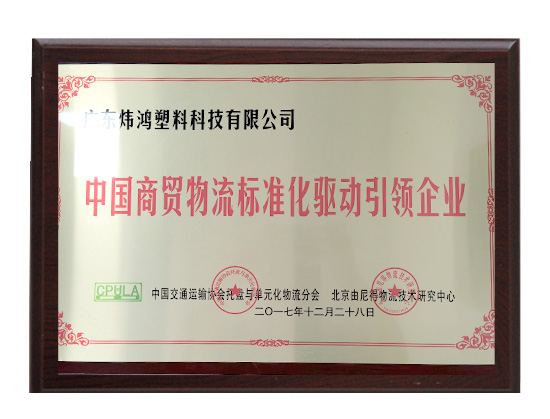 广东炜鸿塑料科技有限公司
中国商贸物流标准化驱动引领企业
CPULA 中国交通运输协会托盘与单元化物流分会 北京由尼得物流技术研究中心
二〇一七年十二月二十八日